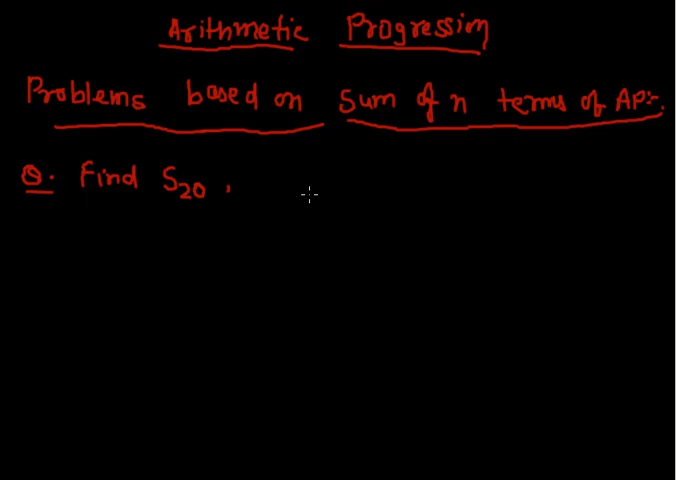 Arithmetic Progression
Problems based on Sum of n terms of AP:-
Q. Find S20,